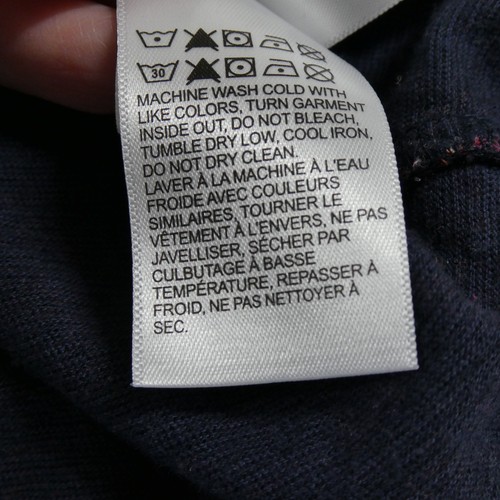 30
MACHINE WASH COLD WITH
LIKE COLORS, TURN GARMENT
INSIDE OUT, DO NOT BLEACH,
TUMBLE DRY LOW, COOL IRON,
DO NOT DRY CLEAN.
LAVER À LA MACHINE À L'EAU
FROIDE AVEC COULEURS
SIMILAIRES, TOURNER LE
VÊTEMENT À L'ENVERS, NE PAS
JAVELLISER, SÉCHER PAR
CULBUTAGE À BASSE
TEMPÉRATURE, REPASSER À
FROID, NE PAS NETTOYER À
SEC.